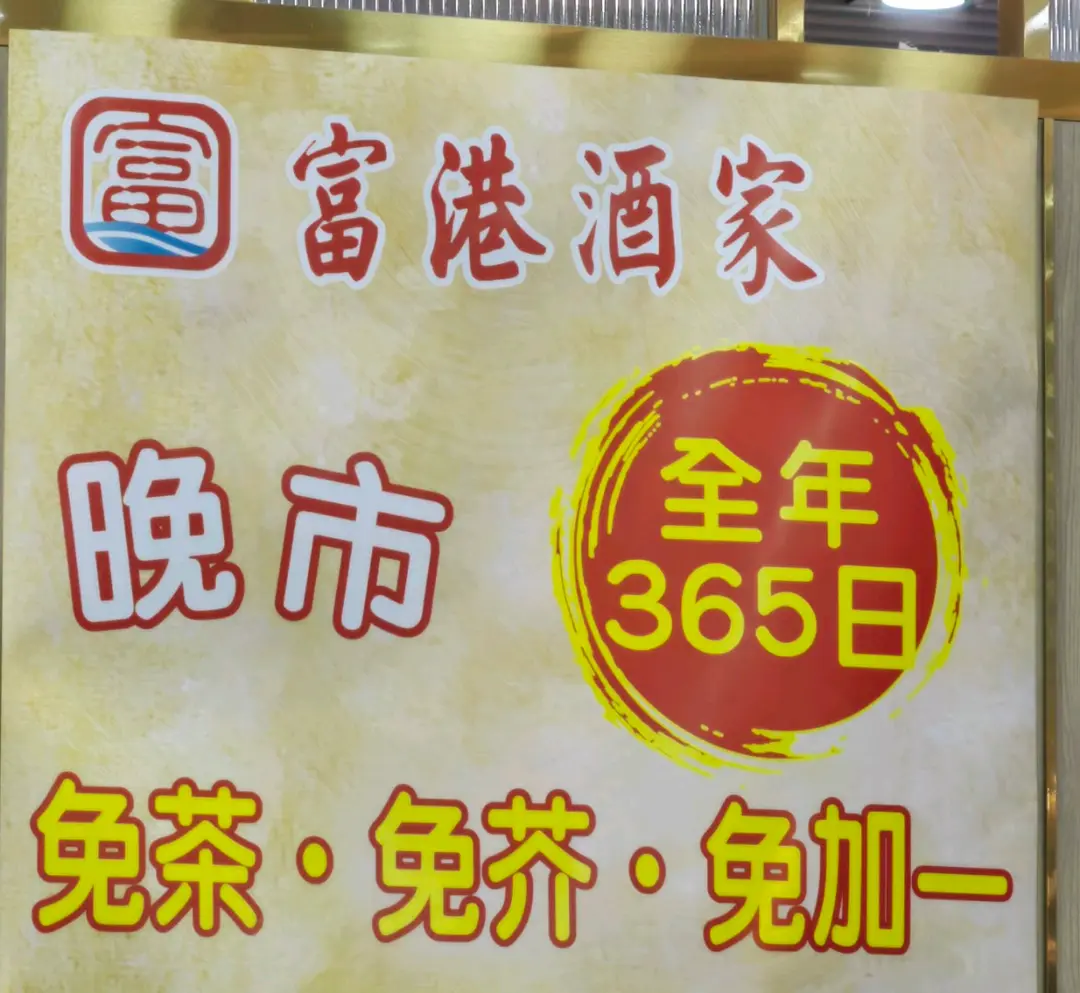 富 富港酒家
晚市
全年
365日
免茶・免芥・免加一